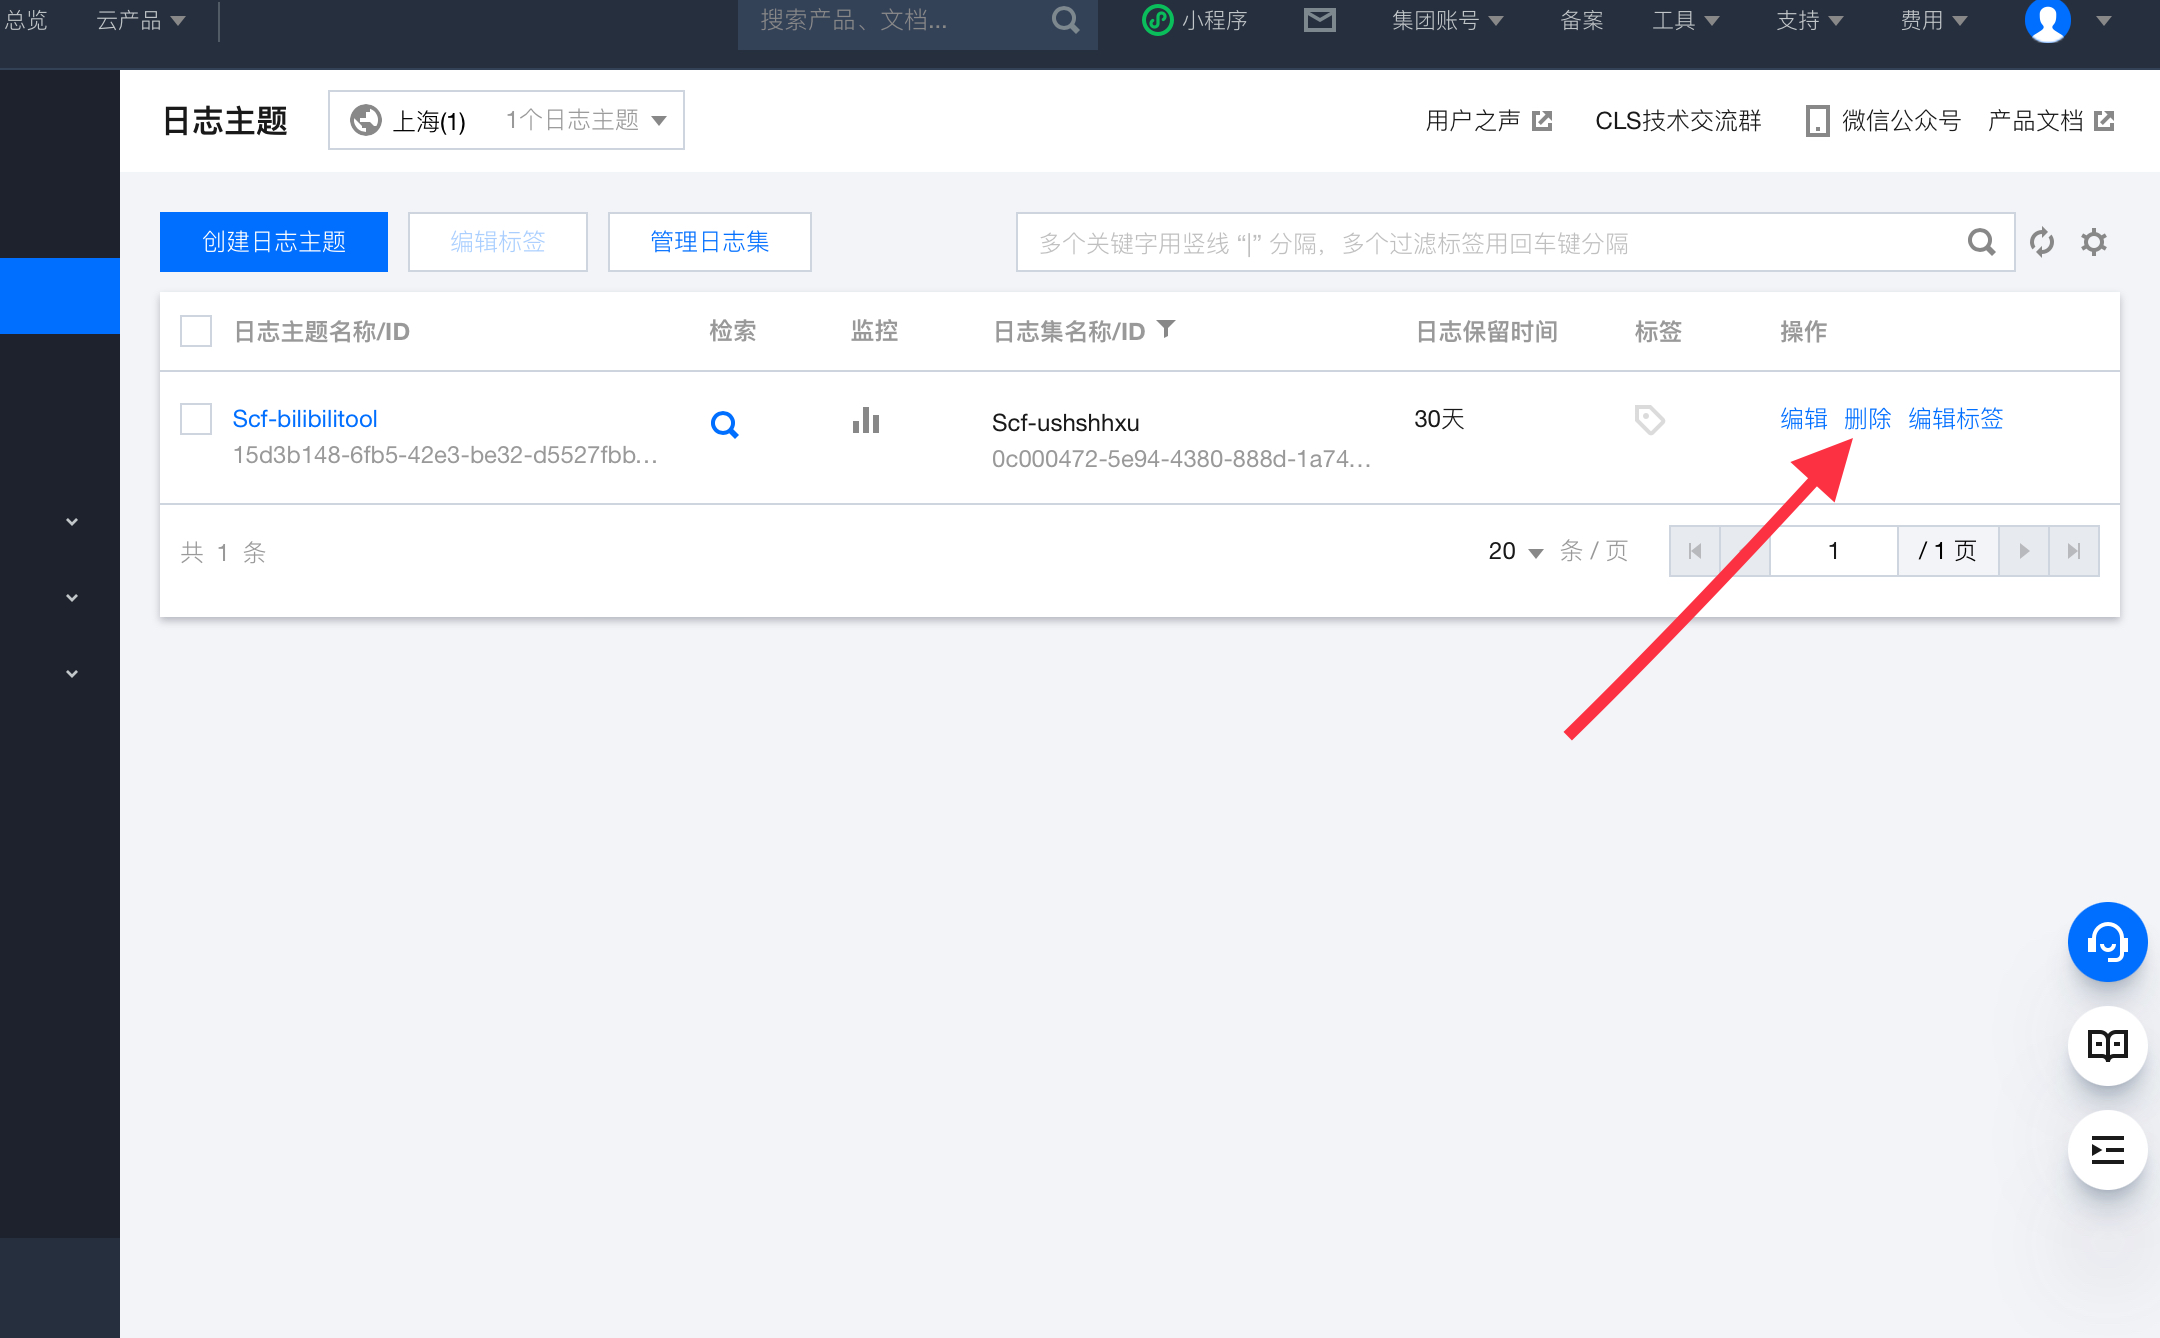 总览 云产品 搜索产品、文档... 小程序 集团账号 备案 工具 支持 费用
日志主题 上海(1) 1个日志主题 用户之声 CLS技术交流群 微信公众号 产品文档
创建日志主题 编辑标签 管理日志集 多个关键字用竖线 “|” 分隔，多个过滤标签用回车键分隔
日志主题名称/ID 检索 监控 日志集名称/ID 日志保留时间 标签 操作
Scf-bilibilitool Scf-ushshhxu 30天 编辑 删除 编辑标签
15d3b148-6fb5-42e3-be32-d5527fbb... 0c000472-5e94-4380-888d-1a74...
共 1 条 20 条 / 页 1 / 1 页